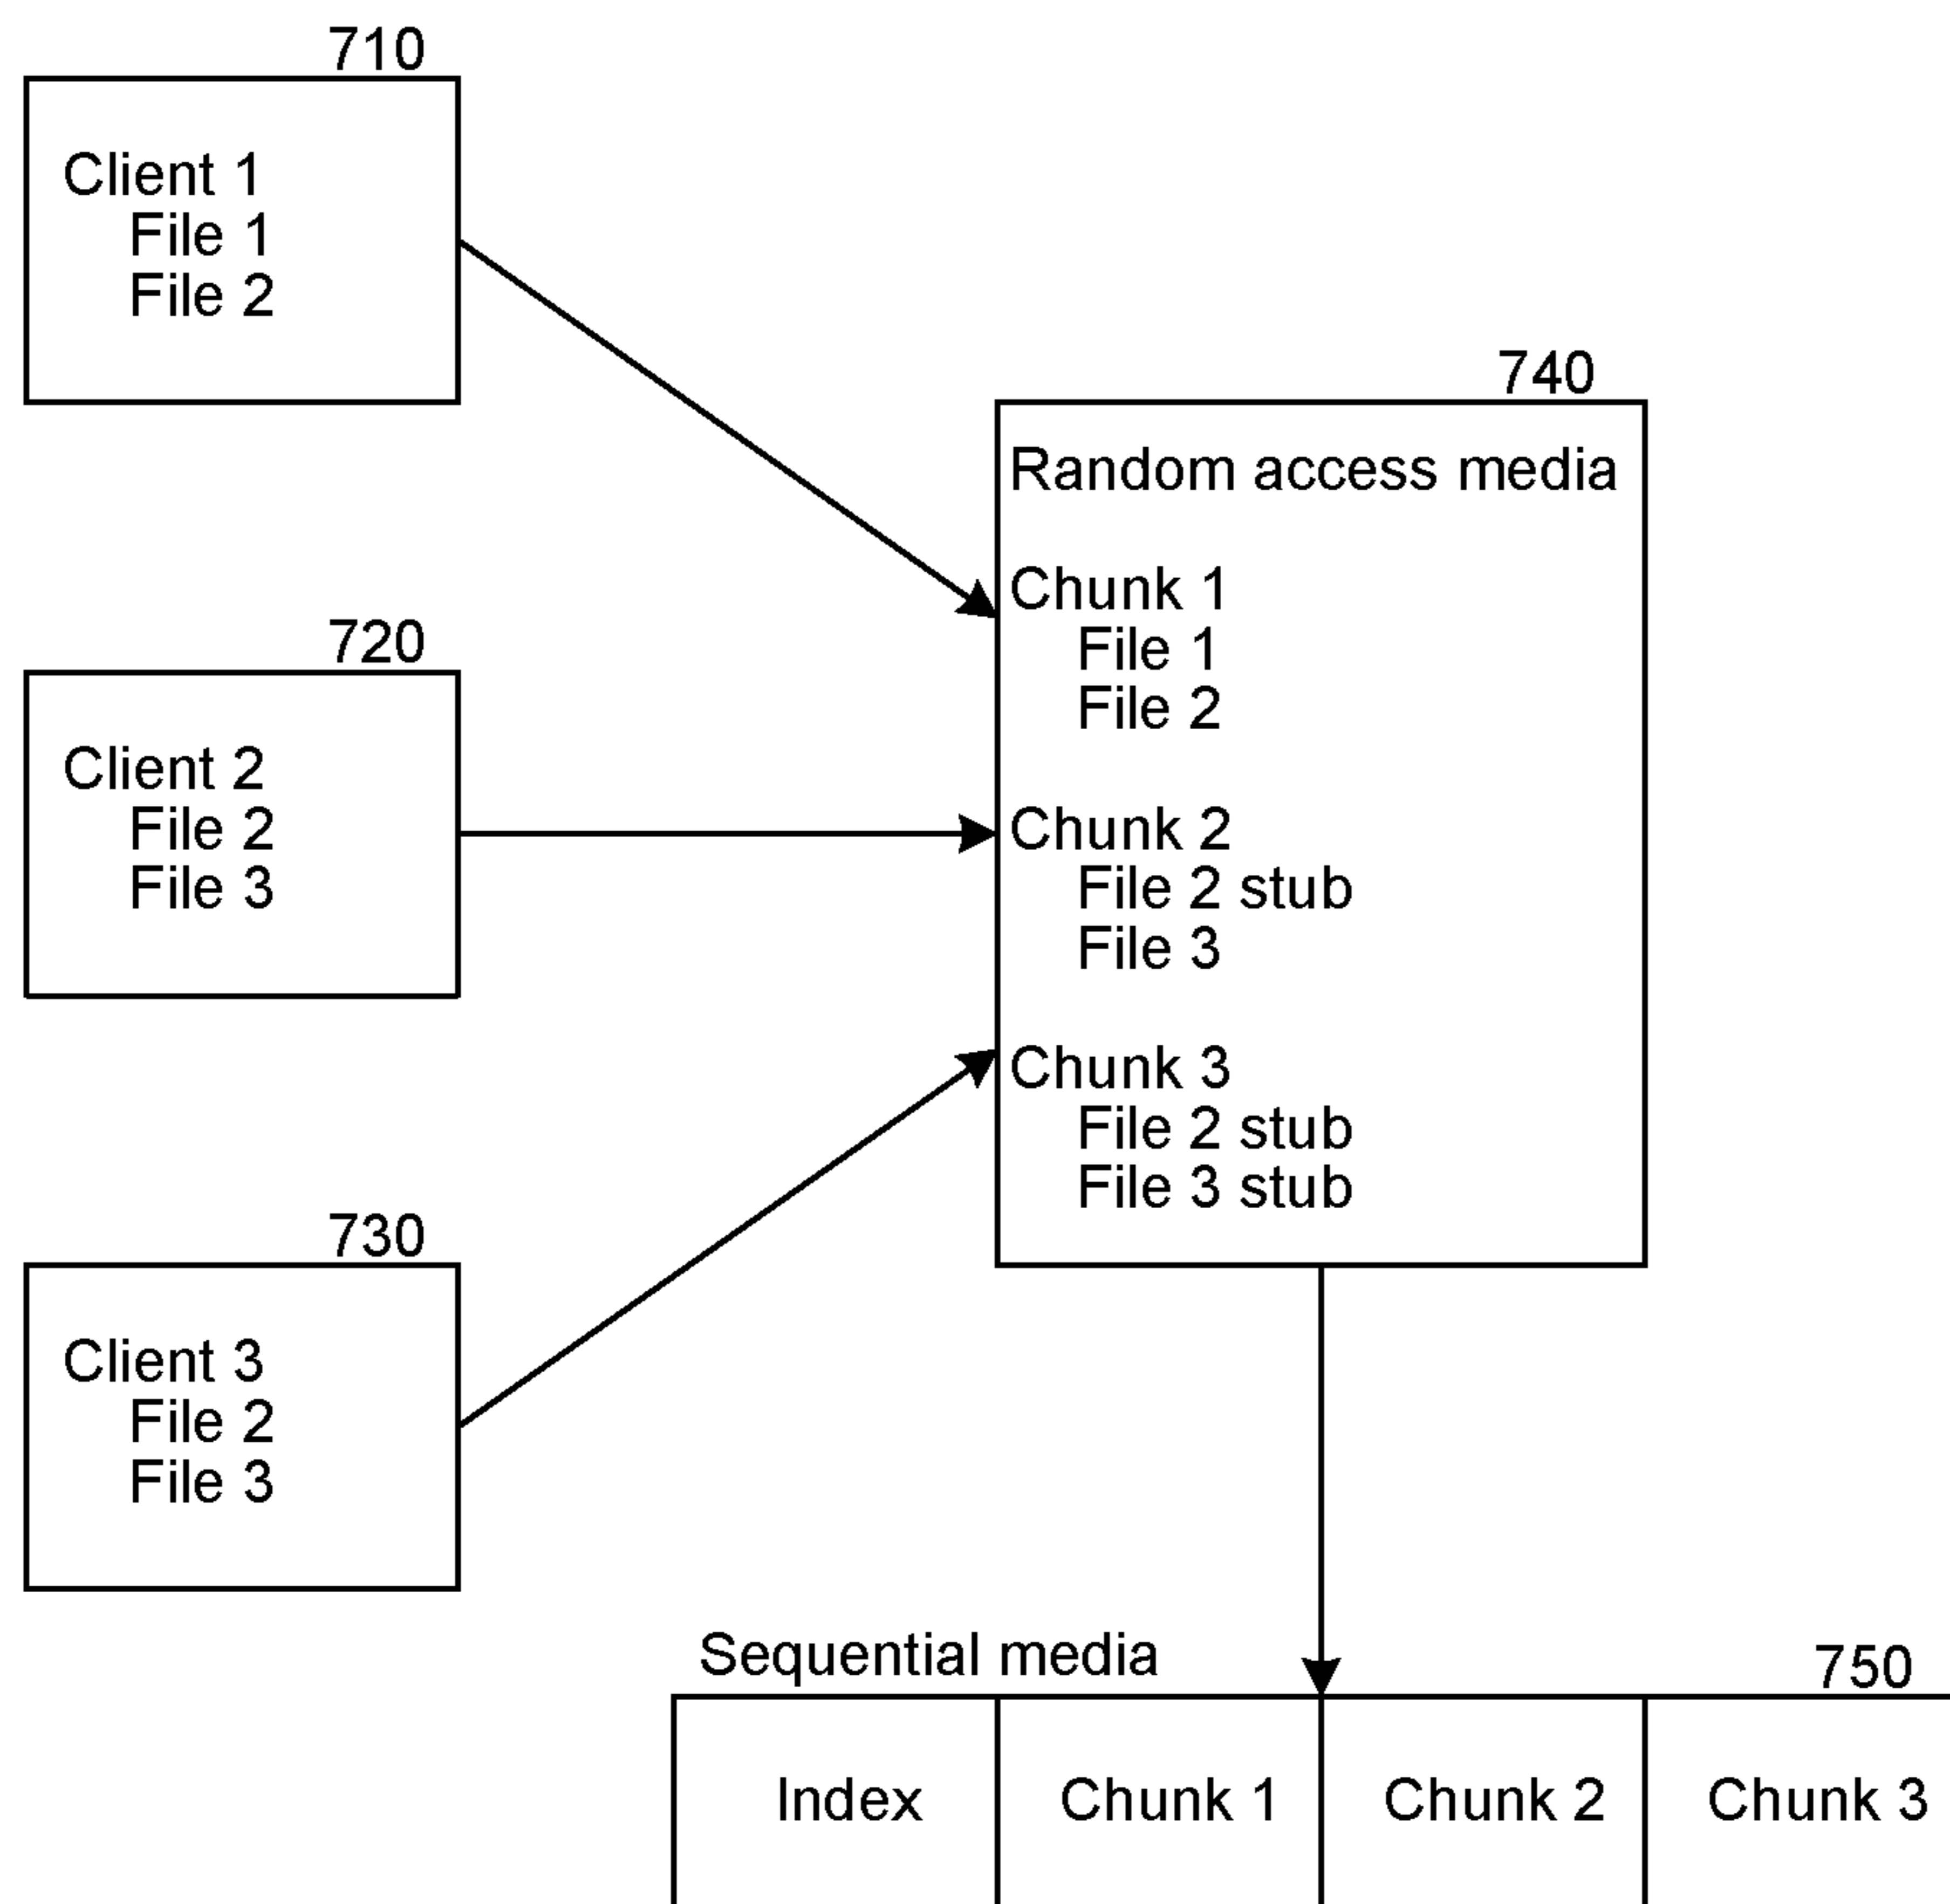 710
Client 1
File 1
File 2
720
Client 2
File 2
File 3
730
Client 3
File 2
File 3
740
Random access media
Chunk 1
File 1
File 2
Chunk 2
File 2 stub
File 3
Chunk 3
File 2 stub
File 3 stub
Sequential media
750
Index
Chunk 1
Chunk 2
Chunk 3